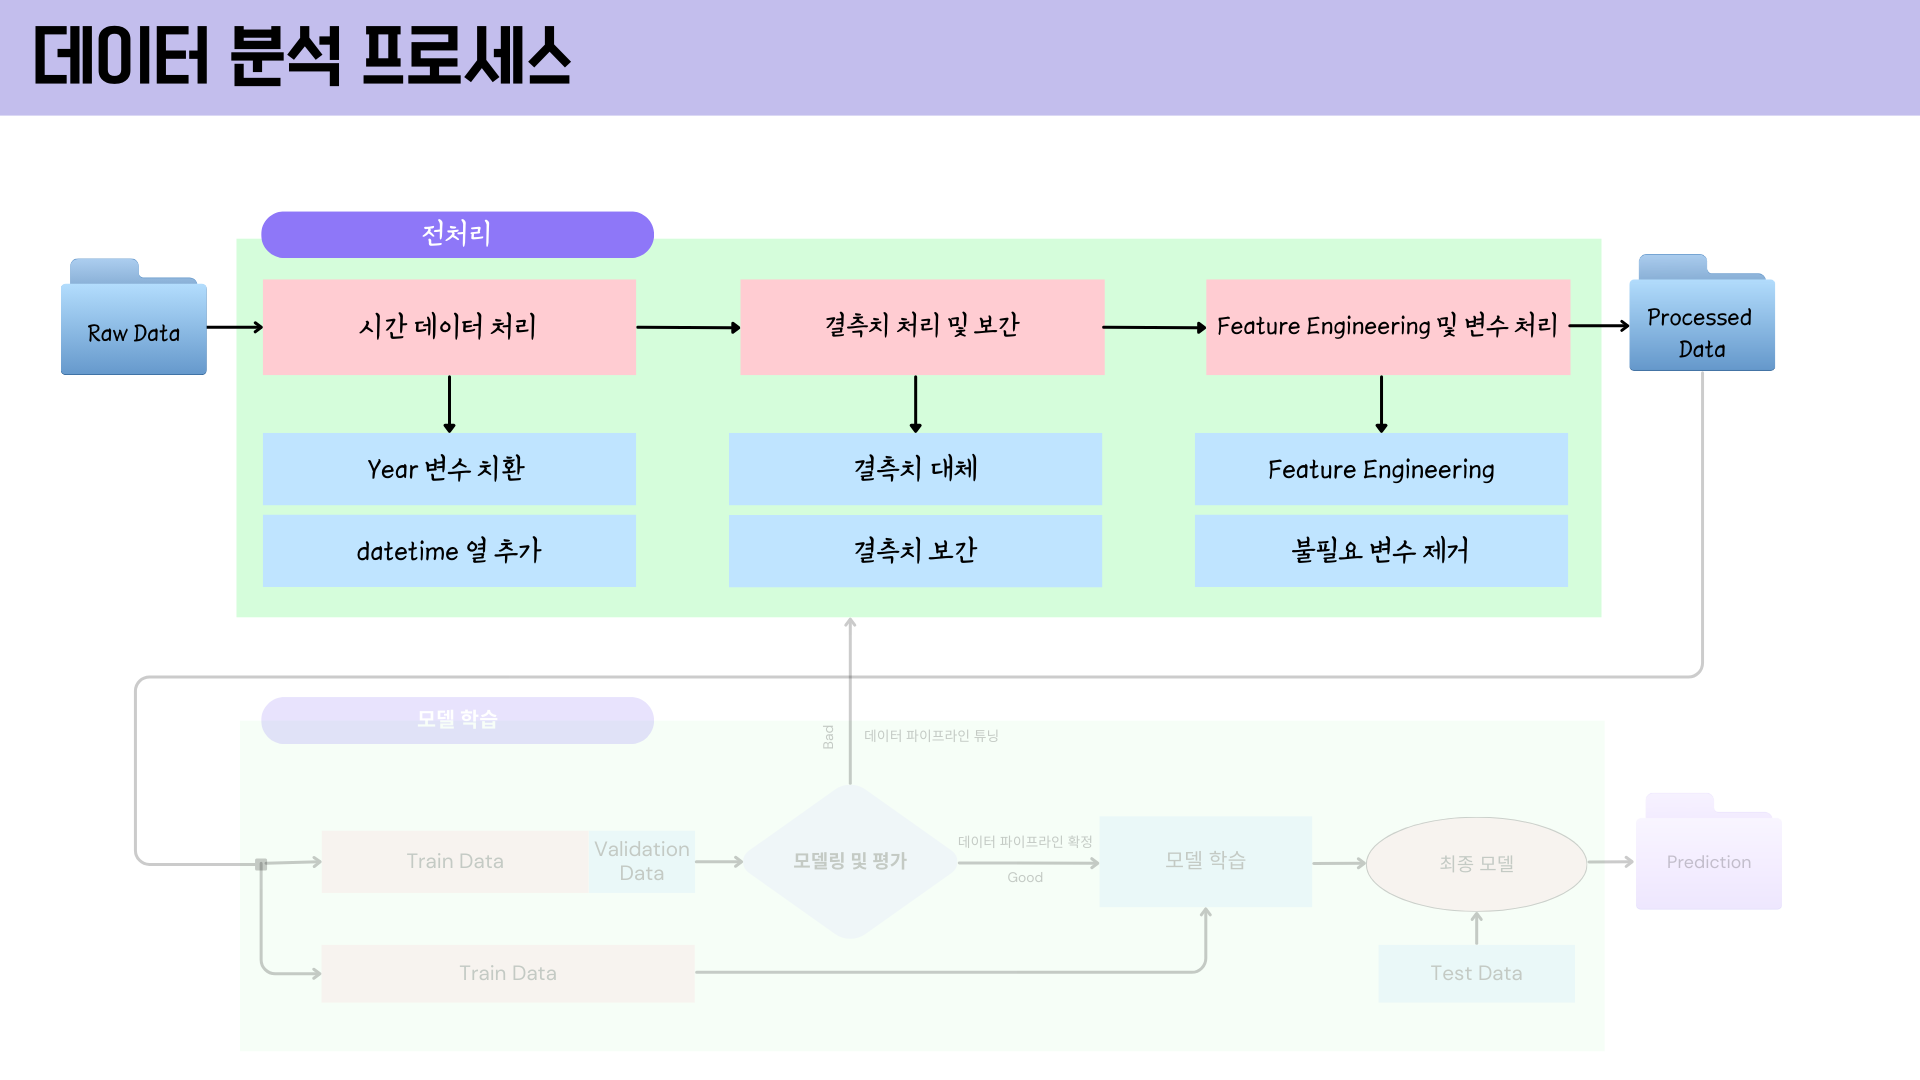 데이터 분석 프로세스
전처리
Raw Data
시간 데이터 처리
결측치 처리 및 보간
Feature Engineering 및 변수 처리
Processed
Data
Year 변수 치환
결측치 대체
Feature Engineering
datetime 열 추가
결측치 보간
불필요 변수 제거
모델 학습
Bad
데이터 파이프라인 튜닝
Train Data
Validation
Data
모델링 및 평가
데이터 파이프라인 확정
Good
모델 학습
최종 모델
Prediction
Train Data
Test Data